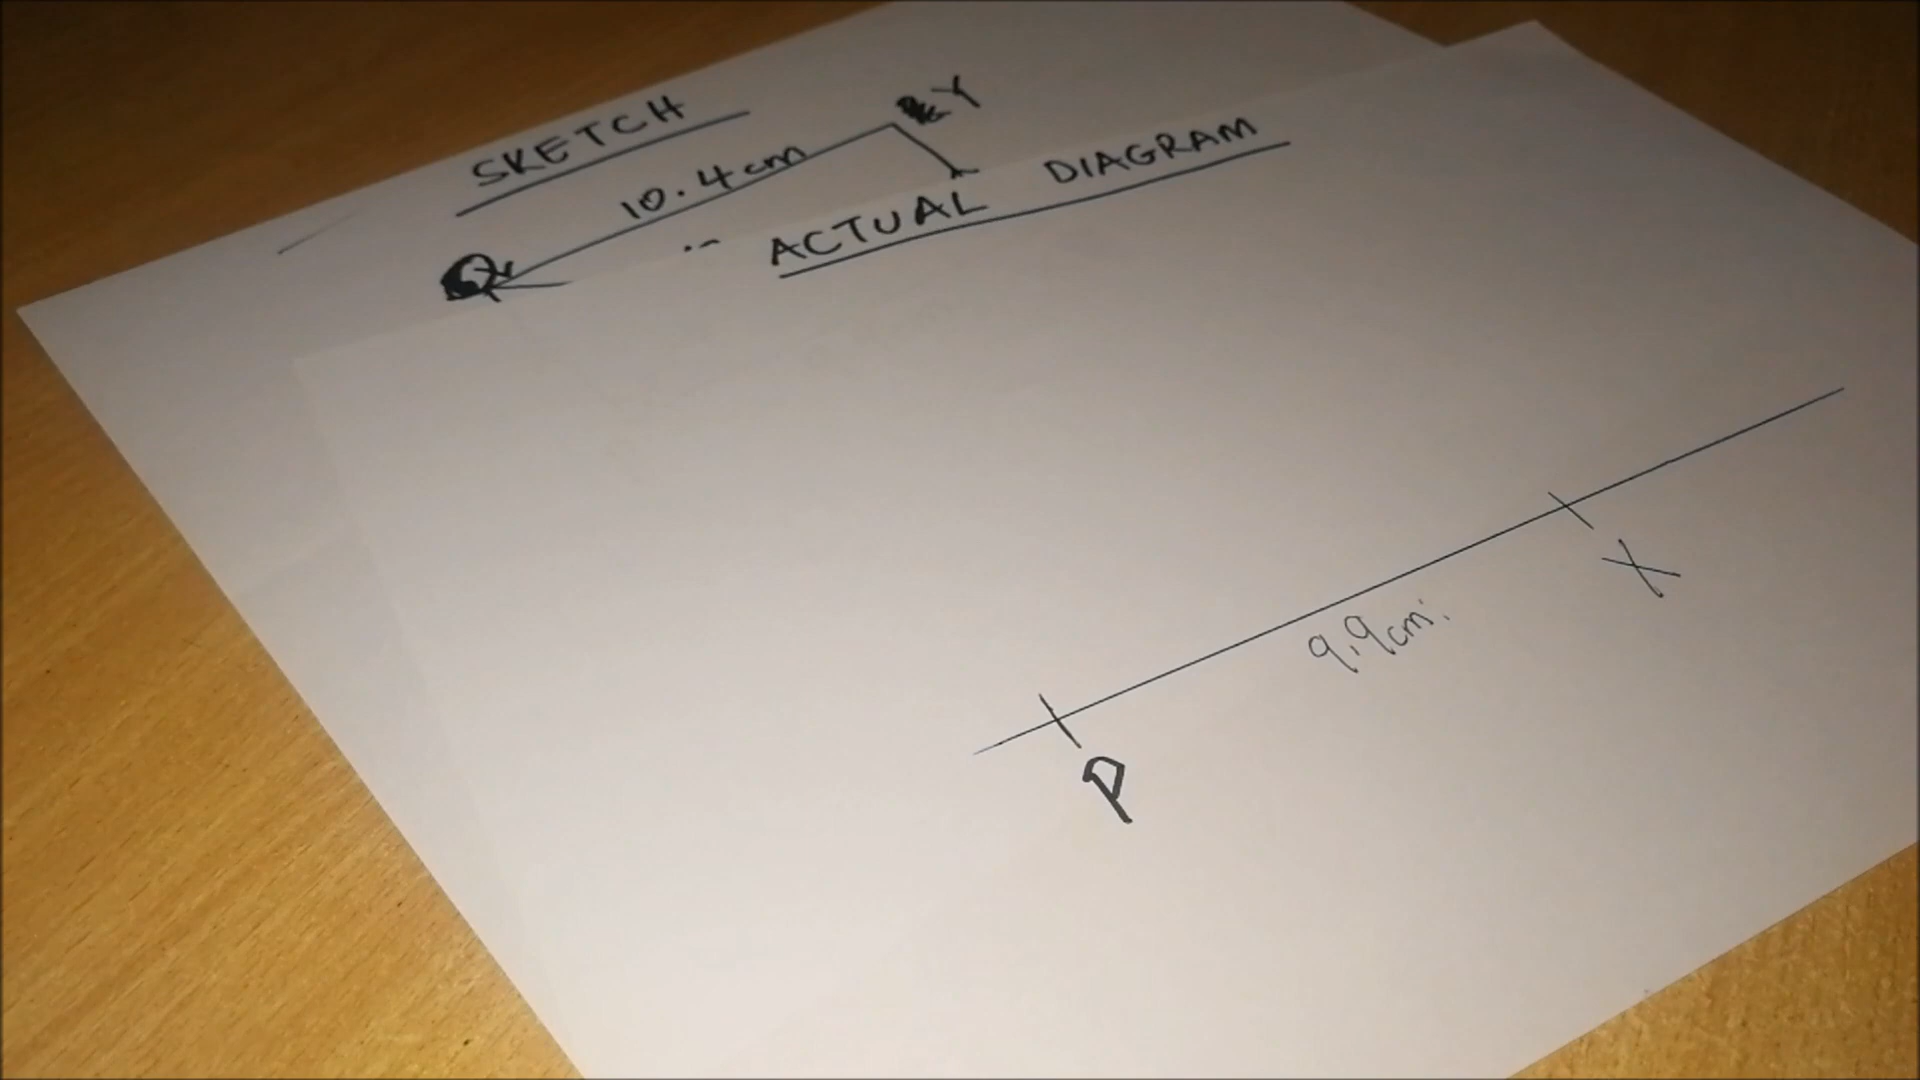 SKETCH
Y
10.4cm
Q
ACTUAL DIAGRAM
X
9.9cm
P